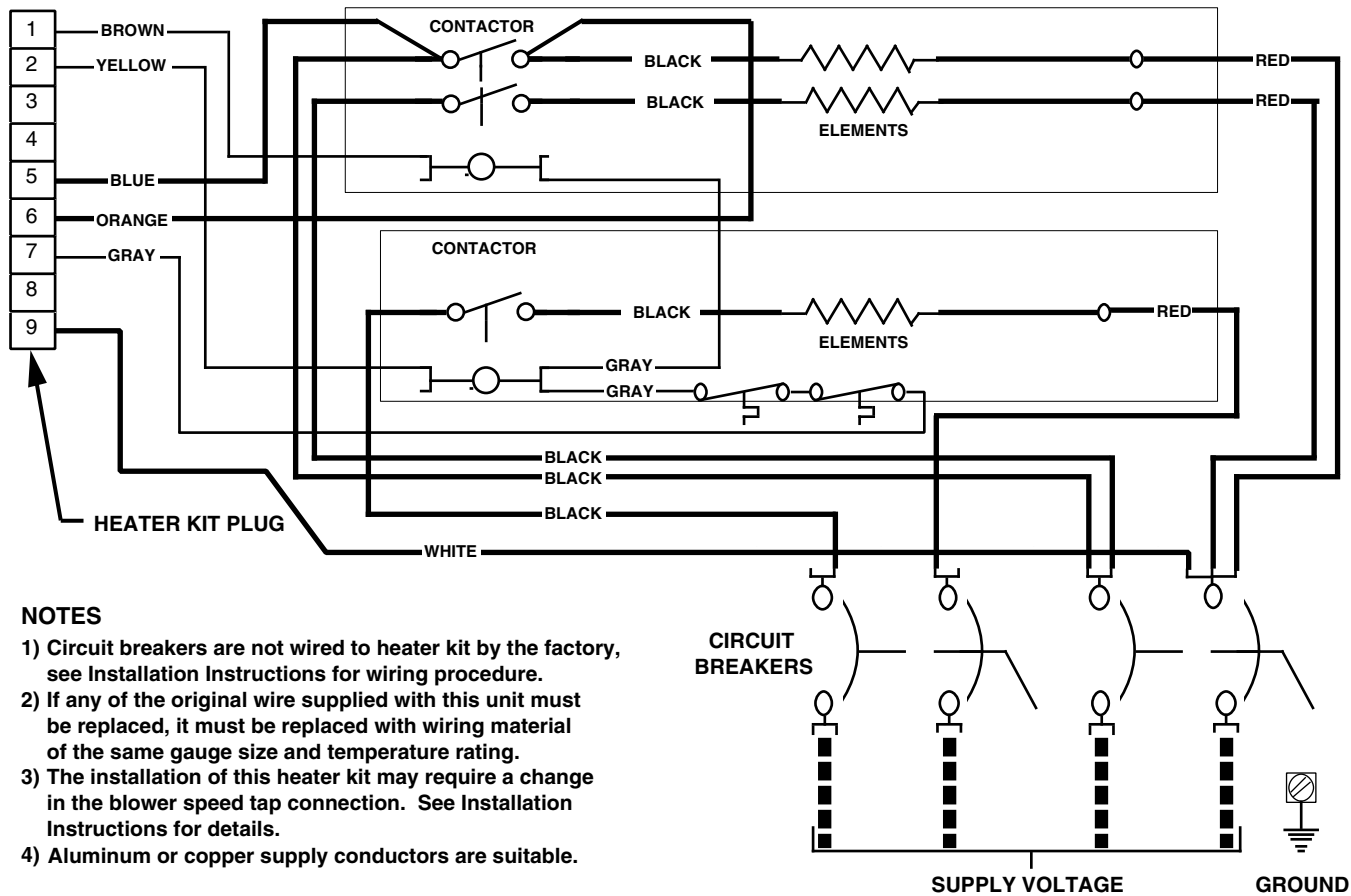 1
2
3
4
5
6
7
8
9
BROWN
YELLOW
BLUE
ORANGE
GRAY
CONTACTOR
BLACK
RED
BLACK
RED
ELEMENTS
CONTACTOR
BLACK
RED
ELEMENTS
GRAY
GRAY
BLACK
BLACK
BLACK
WHITE
HEATER KIT PLUG
NOTES
1) Circuit breakers are not wired to heater kit by the factory,
see Installation Instructions for wiring procedure.
2) If any of the original wire supplied with this unit must
be replaced, it must be replaced with wiring material
of the same gauge size and temperature rating.
3) The installation of this heater kit may require a change
in the blower speed tap connection. See Installation
Instructions for details.
4) Aluminum or copper supply conductors are suitable.
CIRCUIT
BREAKERS
SUPPLY VOLTAGE
GROUND